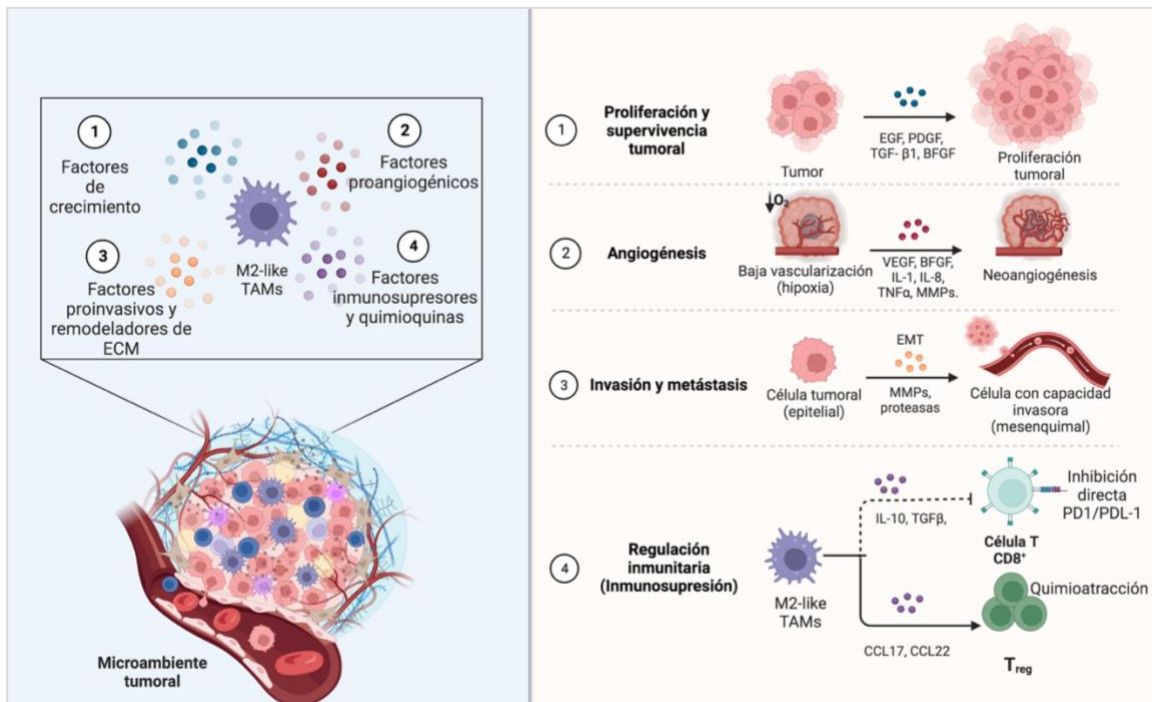 1
Factores
de
crecimiento
2
Factores
proangiogénicos
3
Factores
proinvasivos y
remodeladores de
ECM
M2-like
TAMs
4
Factores
inmunosupresores
y quimioquinas
Microambiente
tumoral
1
Proliferación y
supervivencia
tumoral
Tumor
EGF, PDGF,
TGF- β1, BFGF
Proliferación
tumoral
2
Angiogénesis
O2
Baja vascularización
(hipoxia)
VEGF, BFGF,
IL-1, IL-8,
TNFα, MMPs.
Neoangiogénesis
3
Invasión y metástasis
Célula tumoral
(epitelial)
EMT
MMPs,
proteasas
Célula con capacidad
invasora
(mesenquimal)
4
Regulación
inmunitaria
(Inmunosupresión)
M2-like
TAMs
IL-10, TGFβ,
Célula T
CD8⁺
Inhibición
directa
PD1/PDL-1
CCL17, CCL22
Quimioatracción
Treg